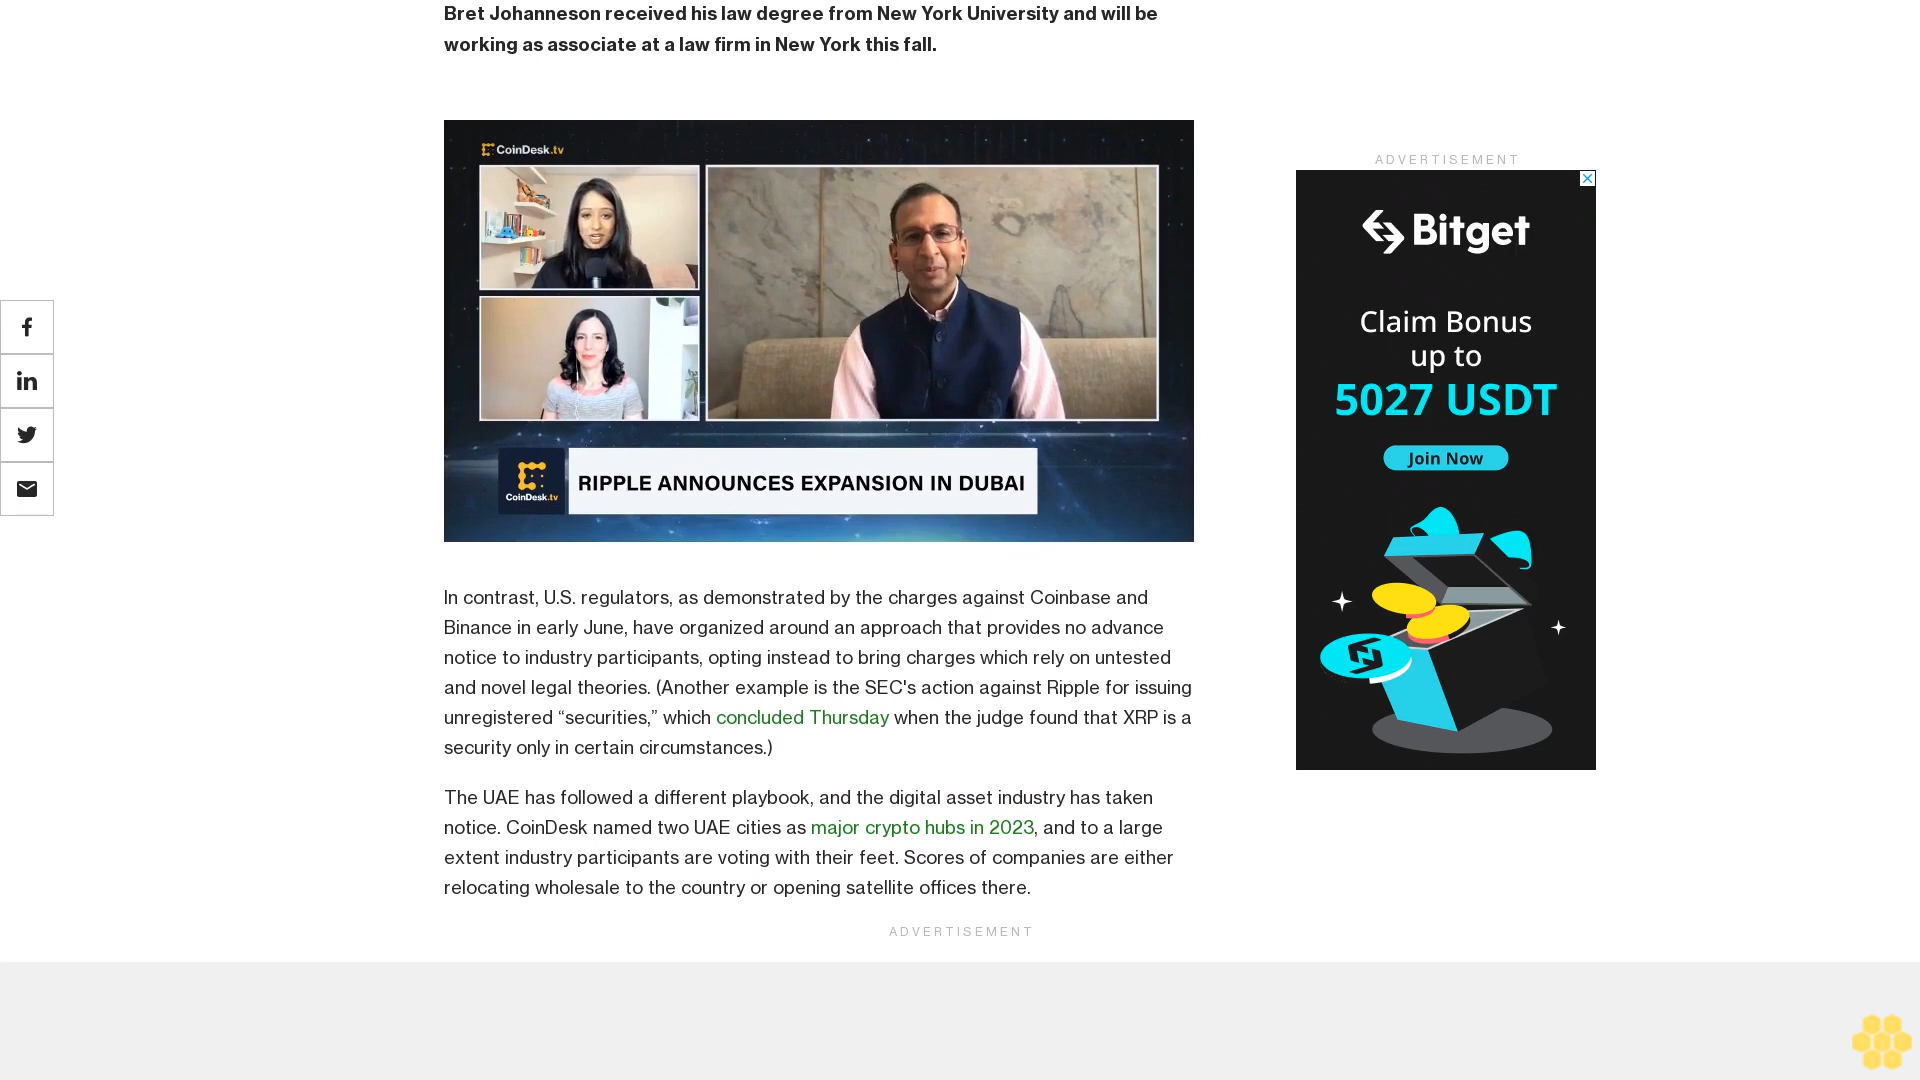 Bret Johanneson received his law degree from New York University and will be
working as associate at a law firm in New York this fall.
CoinDesk.tv
CoinDesk.tv
RIPPLE ANNOUNCES EXPANSION IN DUBAI
In contrast, U.S. regulators, as demonstrated by the charges against Coinbase and
Binance in early June, have organized around an approach that provides no advance
notice to industry participants, opting instead to bring charges which rely on untested
and novel legal theories. (Another example is the SEC's action against Ripple for issuing
unregistered “securities,” which concluded Thursday when the judge found that XRP is a
security only in certain circumstances.)
The UAE has followed a different playbook, and the digital asset industry has taken
notice. CoinDesk named two UAE cities as major crypto hubs in 2023, and to a large
extent industry participants are voting with their feet. Scores of companies are either
relocating wholesale to the country or opening satellite offices there.
ADVERTISEMENT
ADVERTISEMENT
Bitget
Claim Bonus
up to
5027 USDT
Join Now